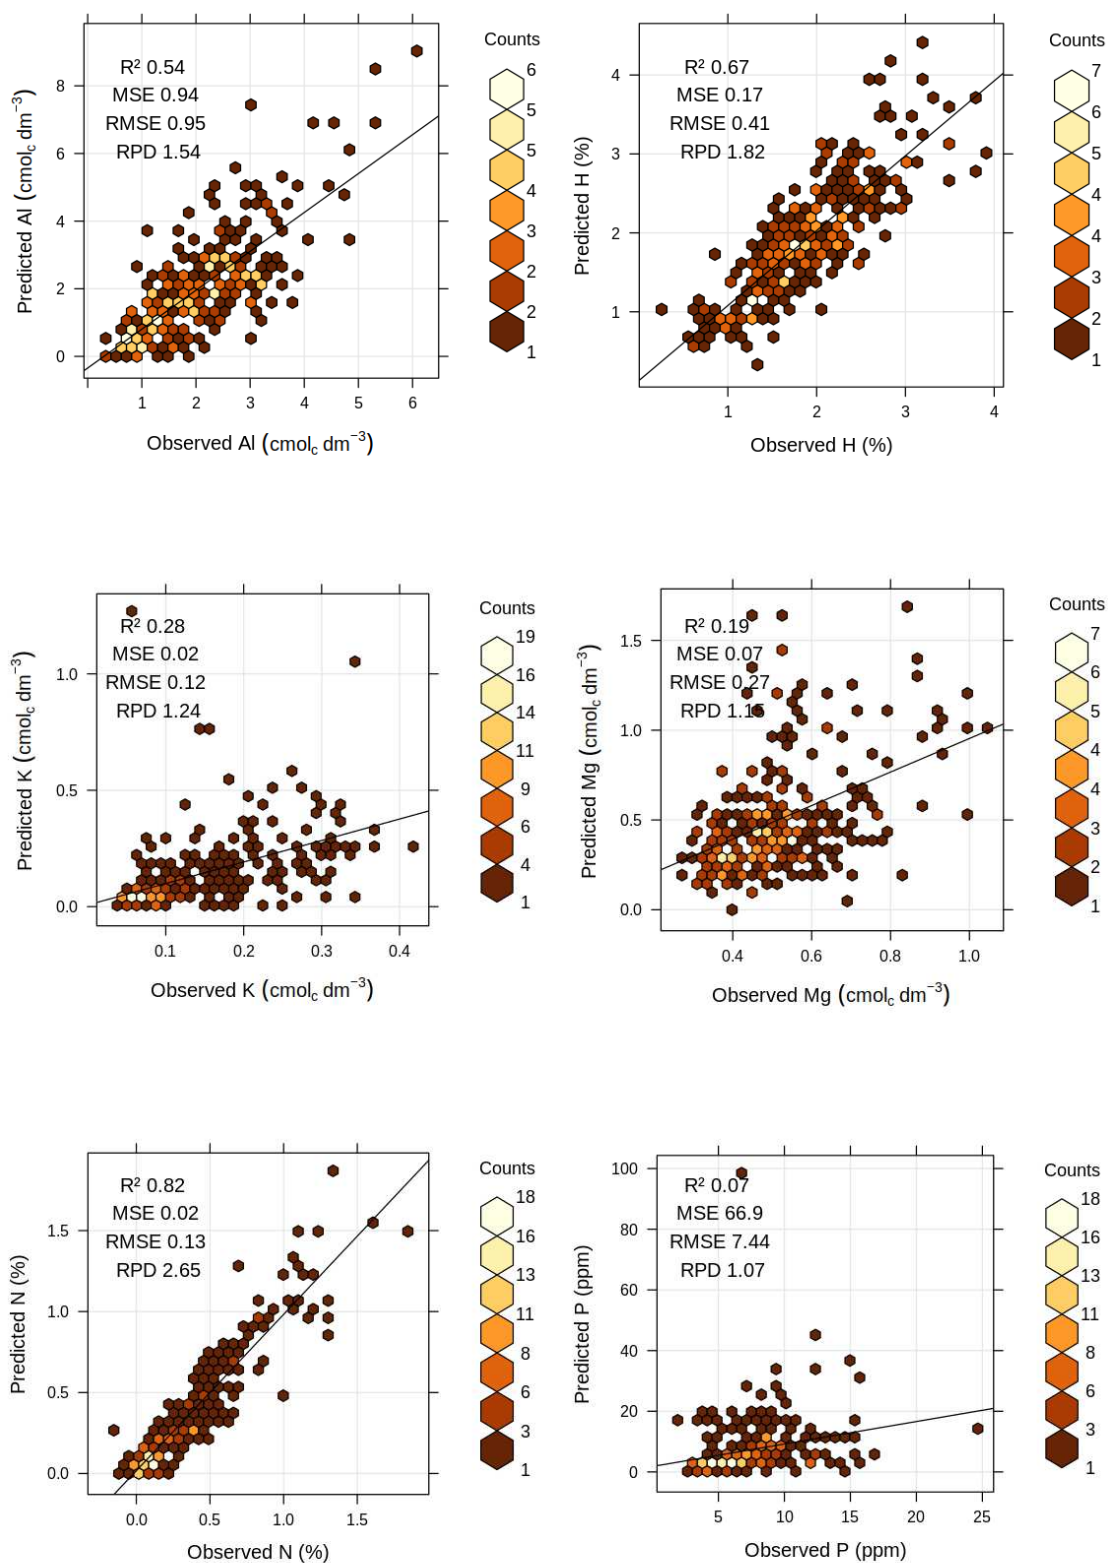 Counts
R² 0.54
MSE 0.94
RMSE 0.95
RPD 1.54
8
6
4
2
0
Predicted Al (cmolc dm−3)
1 2 3 4 5 6
Observed Al (cmolc dm−3)
6
5
5
4
3
2
2
1
Counts
R² 0.67
MSE 0.17
RMSE 0.41
RPD 1.82
4
3
2
1
Predicted H (%)
1 2 3 4
Observed H (%)
7
6
5
4
4
3
2
1
Counts
R² 0.28
MSE 0.02
RMSE 0.12
RPD 1.24
1.0
0.5
0.0
Predicted K (cmolc dm−3)
0.1 0.2 0.3 0.4
Observed K (cmolc dm−3)
19
16
14
11
9
6
4
1
Counts
R² 0.19
MSE 0.07
RMSE 0.27
RPD 1.15
1.5
1.0
0.5
0.0
Predicted Mg (cmolc dm−3)
0.4 0.6 0.8 1.0
Observed Mg (cmolc dm−3)
7
6
5
4
4
3
2
1
Counts
R² 0.82
MSE 0.02
RMSE 0.13
RPD 2.65
1.5
1.0
0.5
0.0
Predicted N (%)
0.0 0.5 1.0 1.5
Observed N (%)
18
16
13
11
8
6
3
1
Counts
R² 0.07
MSE 66.9
RMSE 7.44
RPD 1.07
100
80
60
40
20
0
Predicted P (ppm)
5 10 15 20 25
Observed P (ppm)
18
16
13
11
8
6
3
1